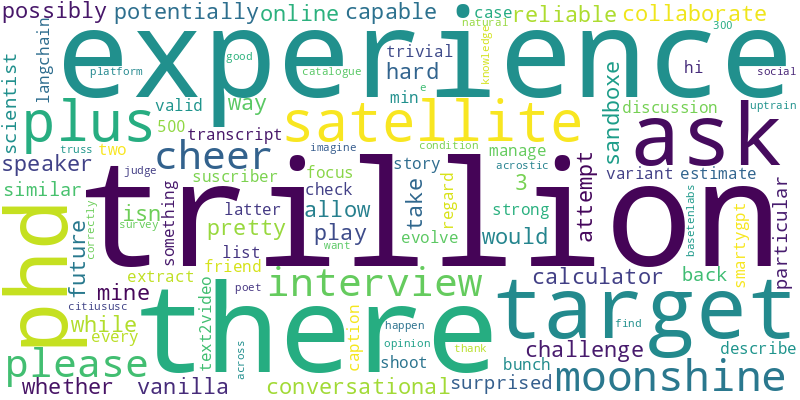 possibly potentially online capable case reliable collaborate
natural 300
experience
scientist langchain platform good catalogue trivial hard knowledge hi social
plus valid 500 way satellite min e sandboxe discussion uptrain
transcript ask
truss two cheer imagine condition manage
speaker judge story acrostic variant estimate
similar suscriber focus check 3
trillion
phd something latter allow take regard strong attempt
isn pretty play evolve would
correctly survey list want
future friend interview calculator back smartygpt particular basetenlabs
mine extract
citiususc poet there target
while text2video caption happen find describe
every across opinion bunch challenge
please shoot thank surprised moonshine
whether vanilla conversational